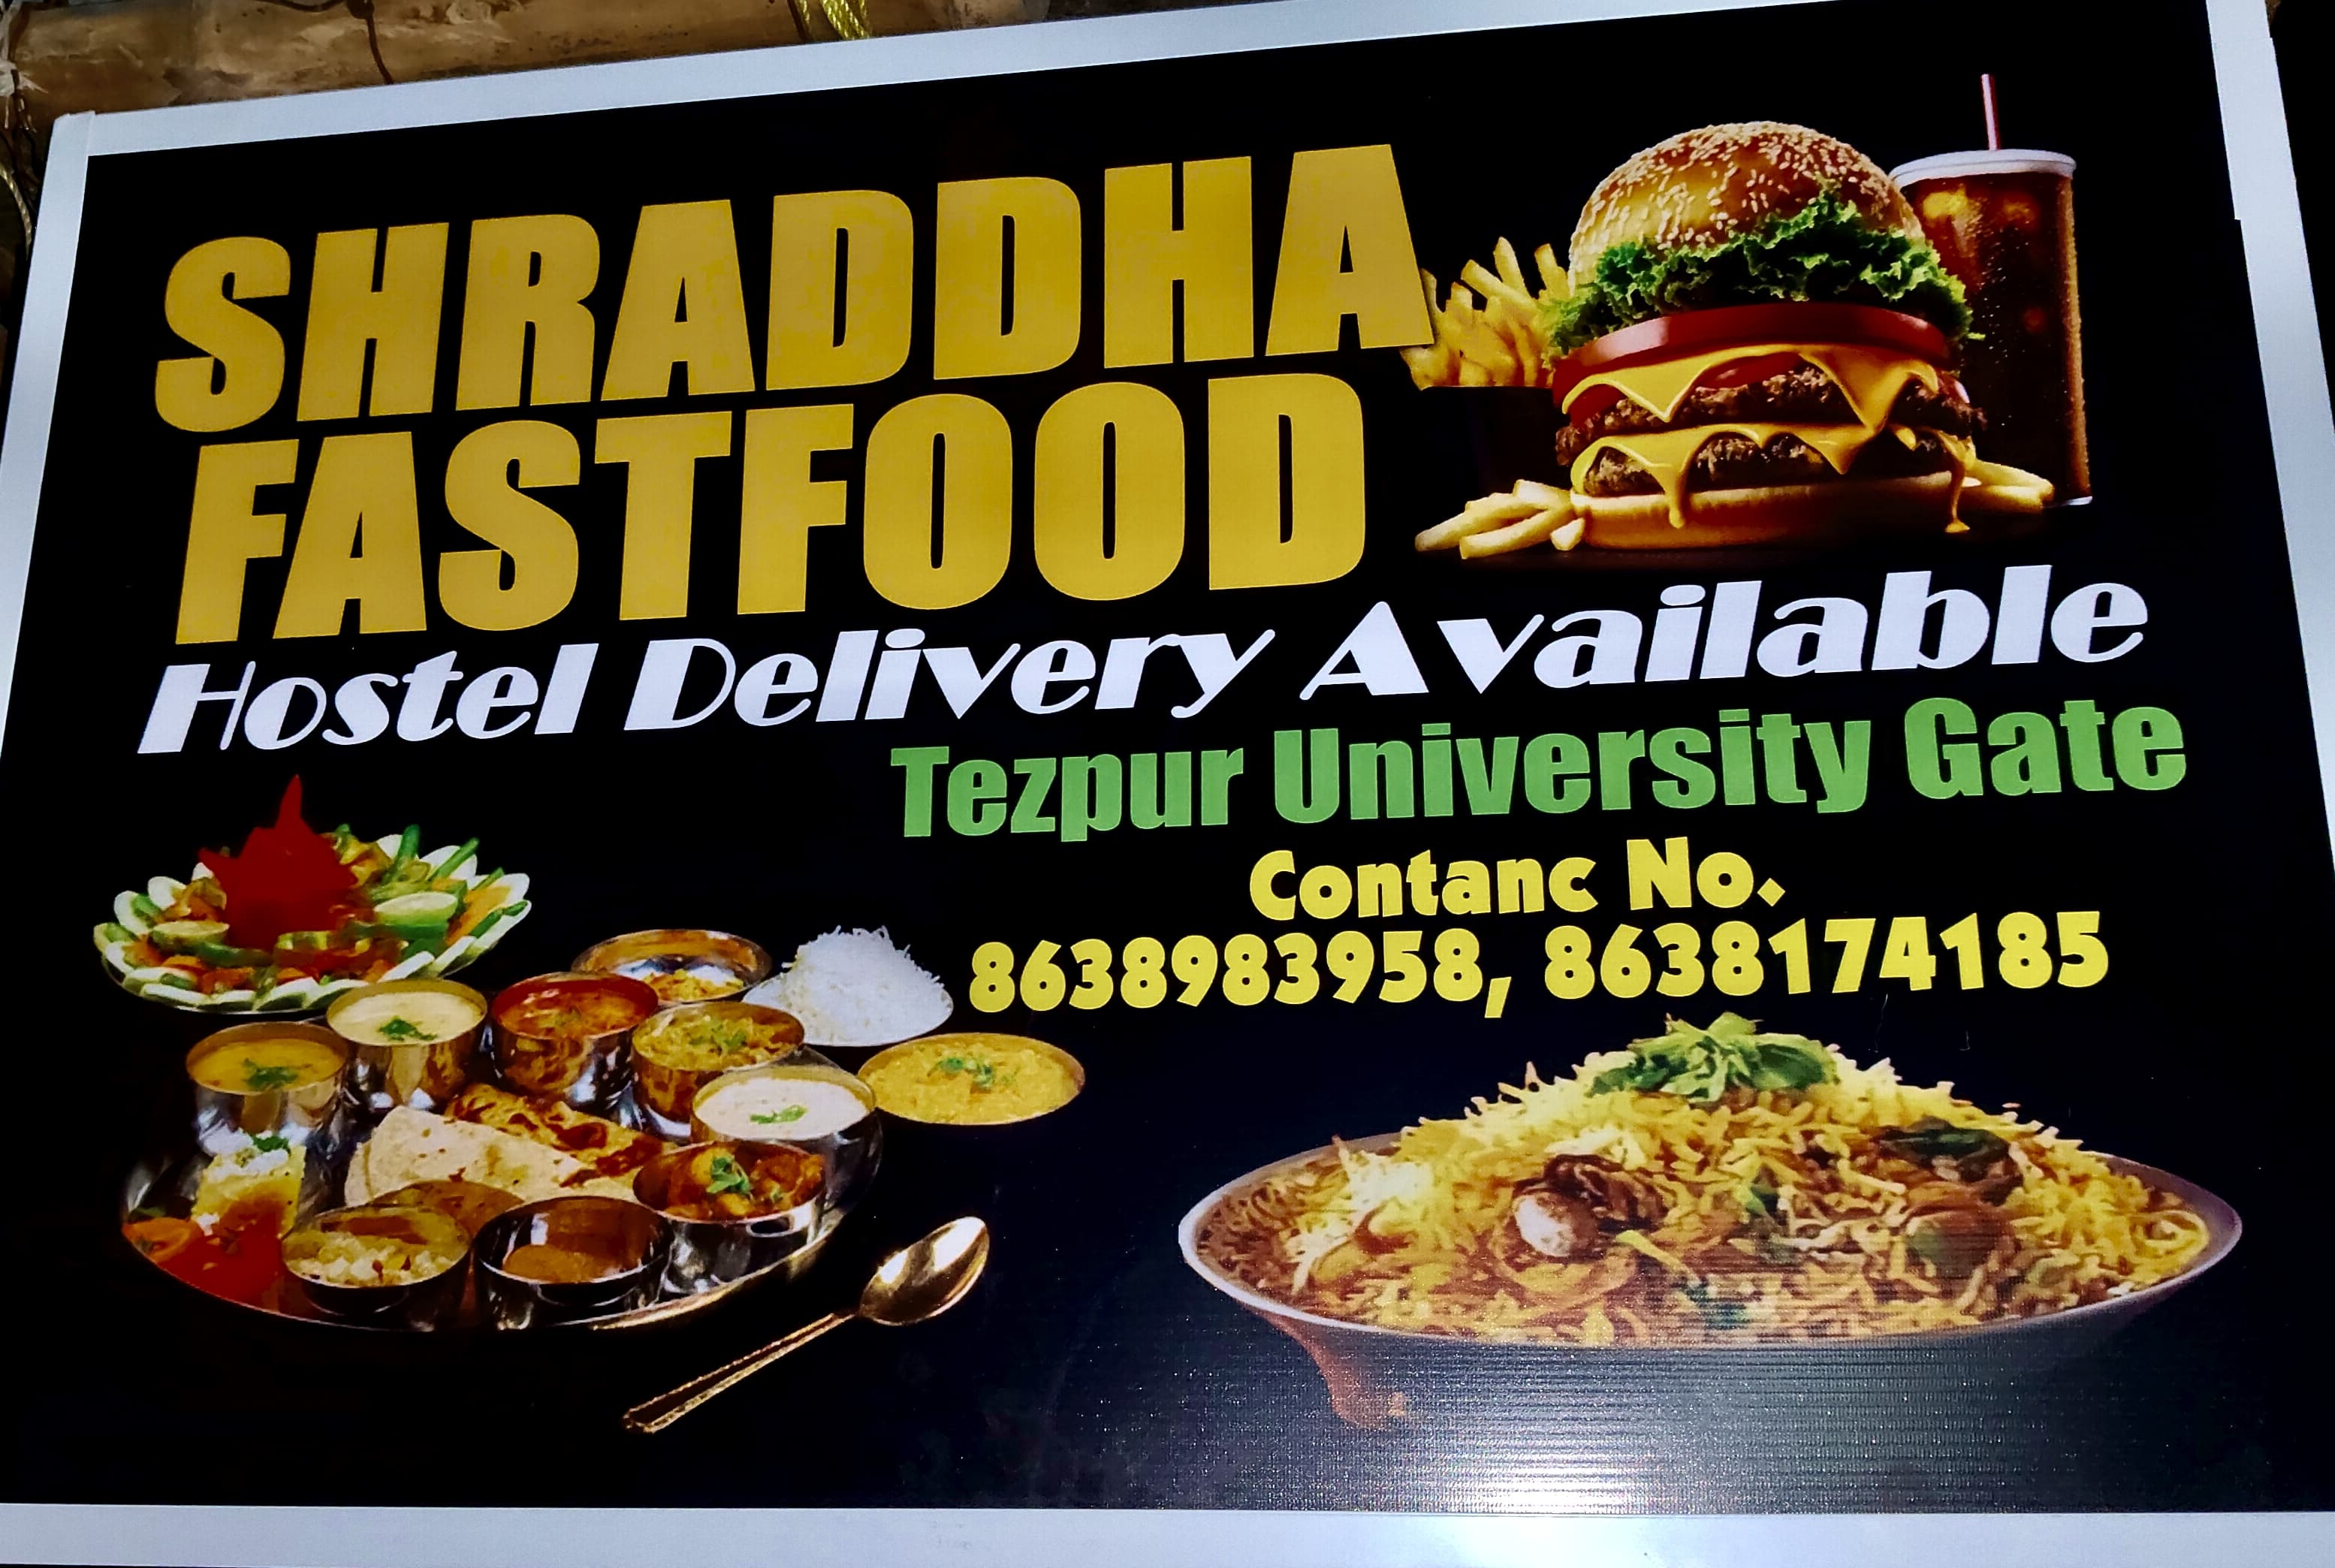 SHRADDHA
FASTFOOD
Hostel Delivery Available
Tezpur University Gate
Contanc No.
8638983958, 8638174185